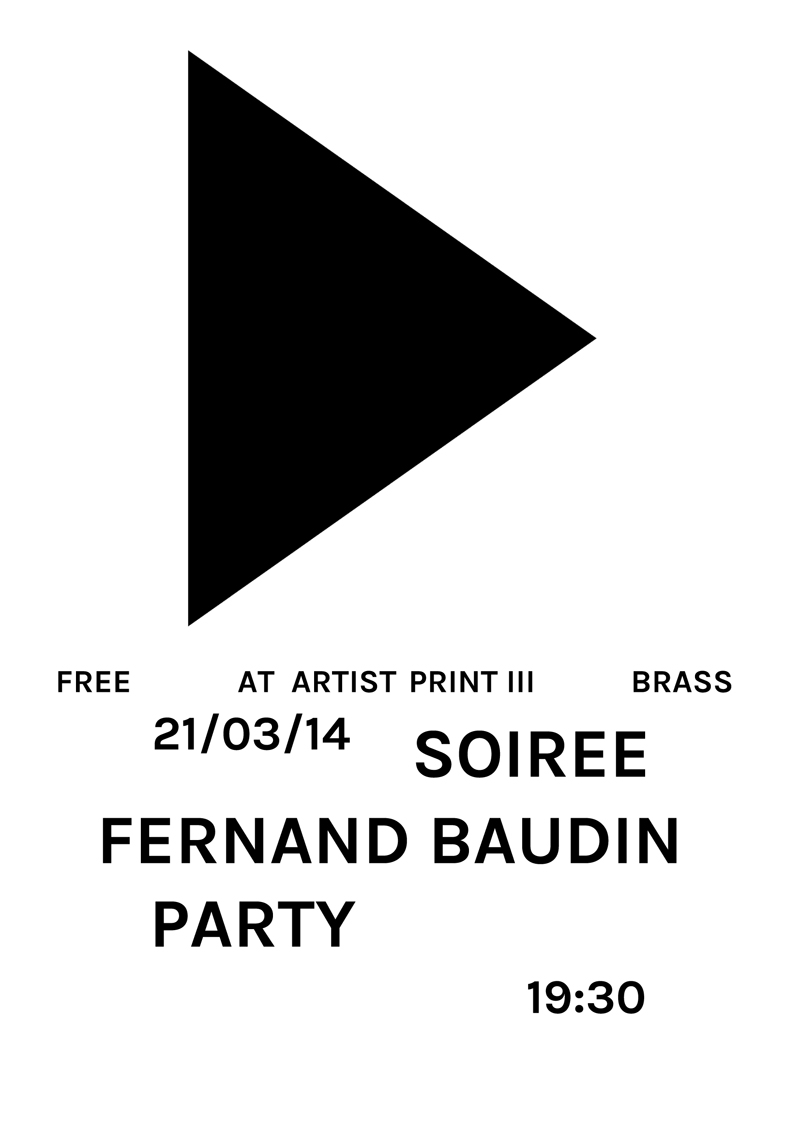 FREE AT ARTIST PRINT III BRASS
21/03/14 SOIREE
FERNAND BAUDIN
PARTY
19:30